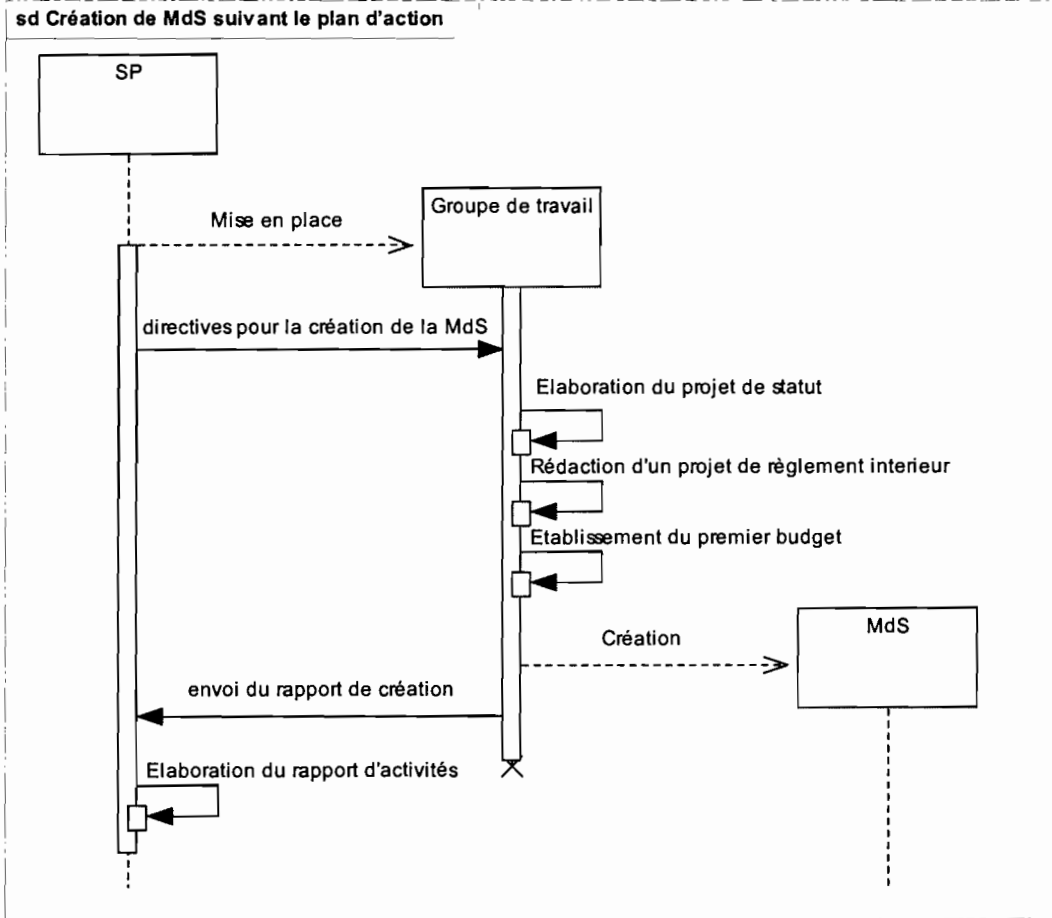 sd Création de MdS suivant le plan d'action
SP
Groupe de travail
Mise en place
directives pour la création de la MdS
Elaboration du projet de statut
Rédaction d'un projet de règlement interieur
Etablissement du premier budget
MdS
Création
envoi du rapport de création
Elaboration du rapport d'activités